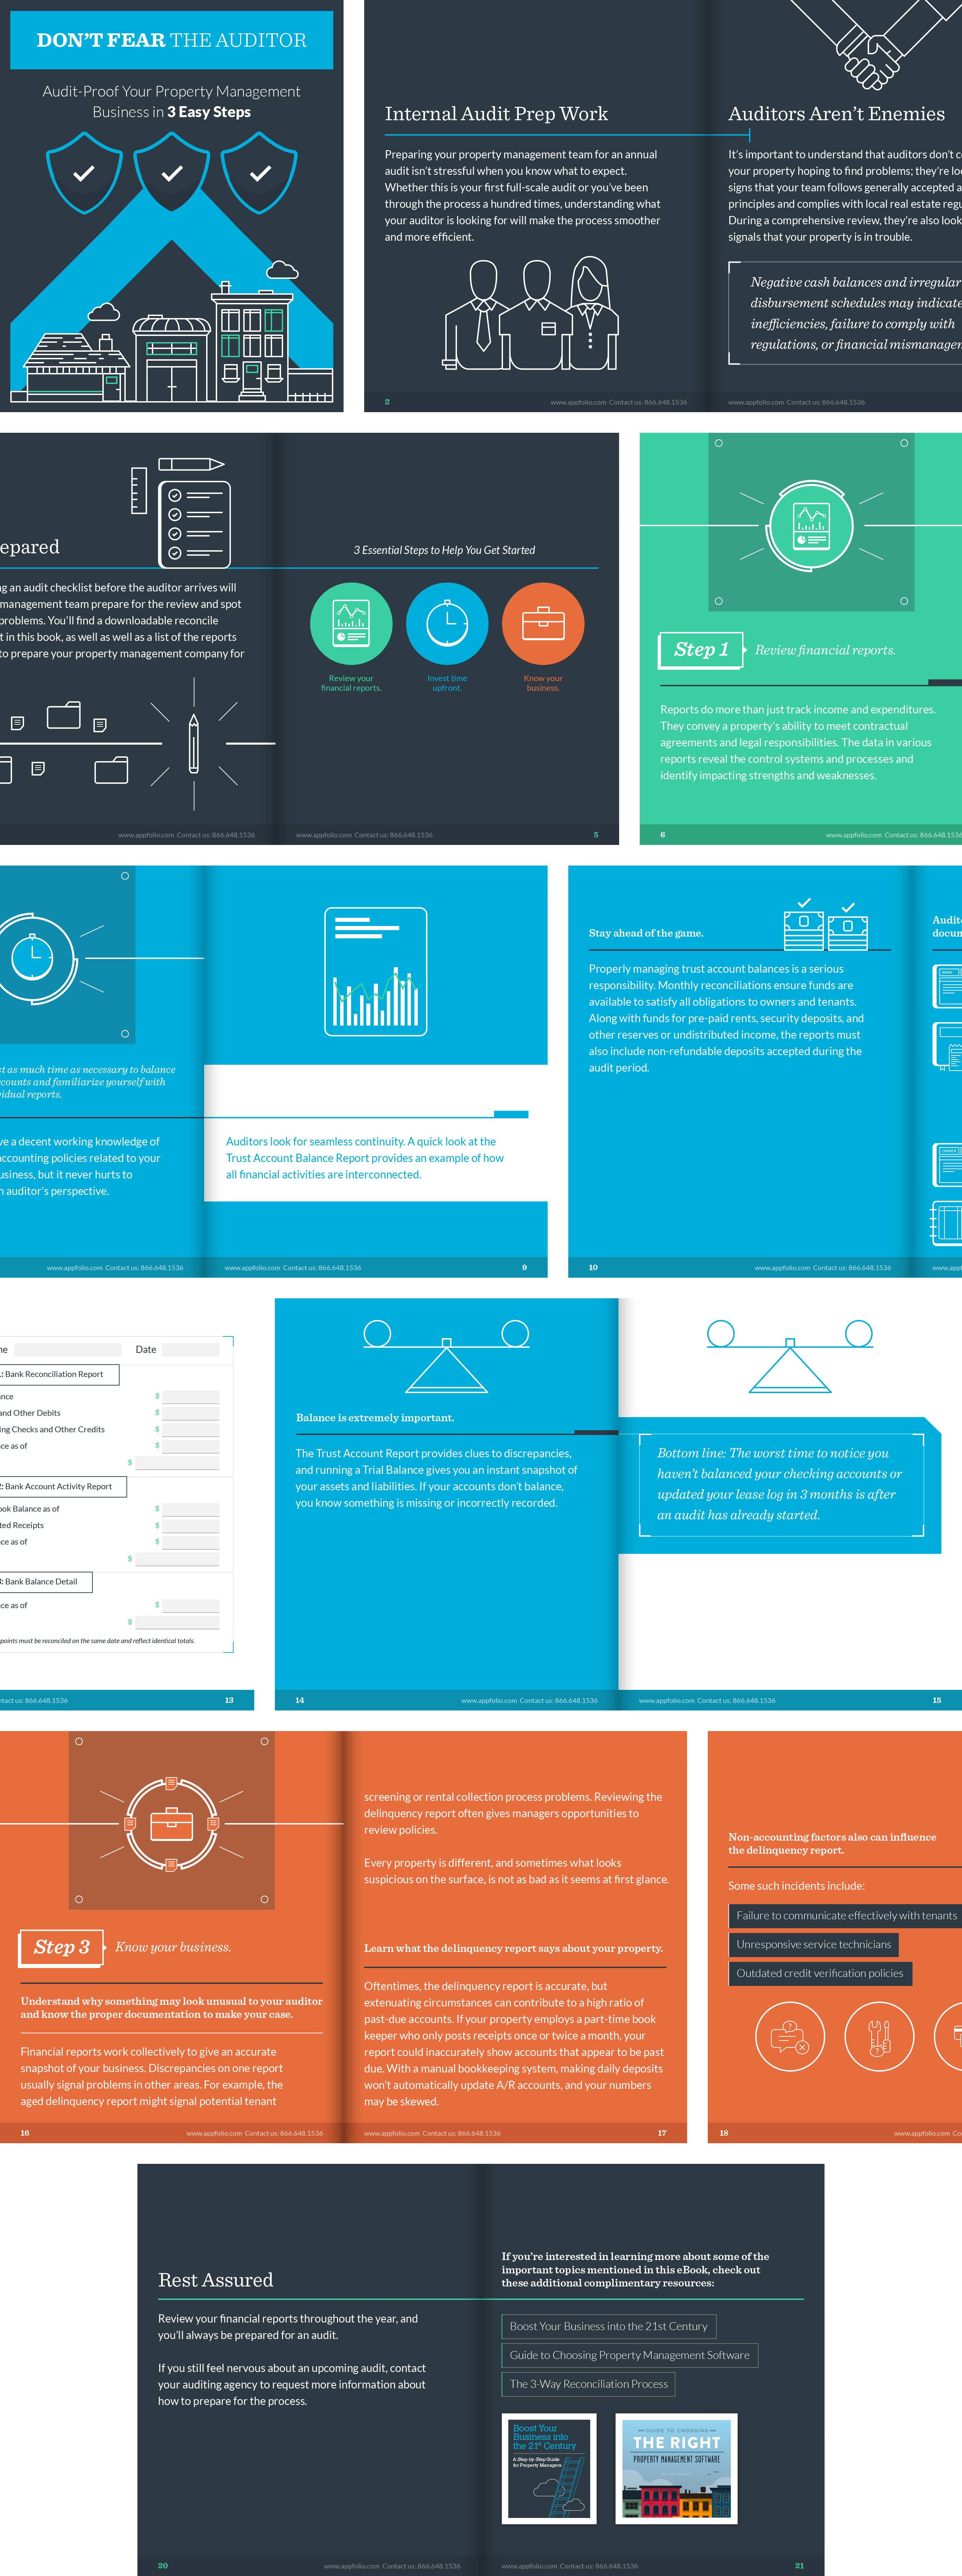 DON'T FEAR THE AUDITOR
Audit-Proof Your Property Management
Business in 3 Easy Steps
Internal Audit Prep Work
Preparing your property management team for an annual
audit isn't stressful when you know what to expect.
Whether this is your first full-scale audit or you've been
through the process a hundred times, understanding what
your auditor is looking for will make the process smoother
and more efficient.
2
www.appfolio.com Contact us: 866.648.1536
Auditors Aren't Enemies
It's important to understand that auditors don't
your property hoping to find problems; they're
signs that your team follows generally accepted
principles and complies with local real estate
During a comprehensive review, they're also
signals that your property is in trouble.
Negative cash balances and irregular
disbursement schedules may indicate
inefficiencies, failure to comply with
regulations, or financial
www.appfolio.com Contact us: 866.648.1536
epared
an audit checklist before the auditor arrives will
management team prepare for the review and spot
problems. You'll find a downloadable reconcile
in this book, as well as well as a list of the reports
to prepare your property management company for
www.appfolio.com Contact us: 866.648.1536
3 Essential Steps to Help You Get Started
Review your
financial reports.
Invest time
upfront.
Know your
business.
www.appfolio.com Contact us: 866.648.1536
5
Step 1
Review financial reports.
Reports do more than just track income and expenditures.
They convey a property's ability to meet contractual
agreements and legal responsibilities. The data in various
reports reveal the control systems and processes and
identify impacting strengths and weaknesses.
6
www.appfolio.com Contact us: 866.648.1536
st as much time as necessary to balance
counts and familiarize yourself with
vidual reports.
ve a decent working knowledge of
ccounting policies related to your
usiness, but it never hurts to
n auditor's perspective.
www.appfolio.com Contact us: 866.648.1536
Auditors look for seamless continuity. A quick look at the
Trust Account Balance Report provides an example of how
all financial activities are interconnected.
www.appfolio.com Contact us: 866.648.1536
9
Stay ahead of the game.
Properly managing trust account balances is a serious
responsibility. Monthly reconciliations ensure funds are
available to satisfy all obligations to owners and tenants.
Along with funds for pre-paid rents, security deposits, and
other reserves or undistributed income, the reports must
also include non-refundable deposits accepted during the
audit period.
10
www.appfolio.com Contact us: 866.648.1536
Audit
docum
BANK
OWNER
www.app
ne
Date
: Bank Reconciliation Report
nce
$
and Other Debits
$
ing Checks and Other Credits
$
ce as of
$
$
: Bank Account Activity Report
ook Balance as of
$
ted Receipts
$
ce as of
$
$
: Bank Balance Detail
ce as of
$
$
points must be reconciled on the same date and reflect identical totals.
ntact us: 866.648.1536
13
Balance is extremely important.
The Trust Account Report provides clues to discrepancies,
and running a Trial Balance gives you an instant snapshot of
your assets and liabilities. If your accounts don't balance,
you know something is missing or incorrectly recorded.
14
www.appfolio.com Contact us: 866.648.1536
Bottom line: The worst time to notice you
haven't balanced your checking accounts or
updated your lease log in 3 months is after
an audit has already started.
www.appfolio.com Contact us: 866.648.1536
15
Step 3
Know your business.
Understand why something may look unusual to your auditor
and know the proper documentation to make your case.
Financial reports work collectively to give an accurate
snapshot of your business. Discrepancies on one report
usually signal problems in other areas. For example, the
aged delinquency report might signal potential tenant
16
www.appfolio.com Contact us: 866.648.1536
screening or rental collection process problems. Reviewing the
delinquency report often gives managers opportunities to
review policies.
Every property is different, and sometimes what looks
suspicious on the surface, is not as bad as it seems at first glance.
Learn what the delinquency report says about your property.
Oftentimes, the delinquency report is accurate, but
extenuating circumstances can contribute to a high ratio of
past-due accounts. If your property employs a part-time book
keeper who only posts receipts once or twice a month, your
report could inaccurately show accounts that appear to be past
due. With a manual bookkeeping system, making daily deposits
won't automatically update A/R accounts, and your numbers
may be skewed.
www.appfolio.com Contact us: 866.648.1536
17
Non-accounting factors also can influence
the delinquency report.
Some such incidents include:
Failure to communicate effectively with tenants
Unresponsive service technicians
Outdated credit verification policies
18
www.appfolio.com Co
Rest Assured
Review your financial reports throughout the year, and
you'll always be prepared for an audit.
If you still feel nervous about an upcoming audit, contact
your auditing agency to request more information about
how to prepare for the process.
20
www.appfolio.com Contact us: 866.648.1536
If you're interested in learning more about some of the
important topics mentioned in this eBook, check out
these additional complimentary resources:
Boost Your Business into the 21st Century
Guide to Choosing Property Management Software
The 3-Way Reconciliation Process
Boost Your
Business into
the 21st Century
A Step-by-Step Guide
for Property Managers
GUIDE TO CHOOSING
THE RIGHT
PROPERTY MANAGEMENT SOFTWARE
www.appfolio.com Contact us: 866.648.1536
21